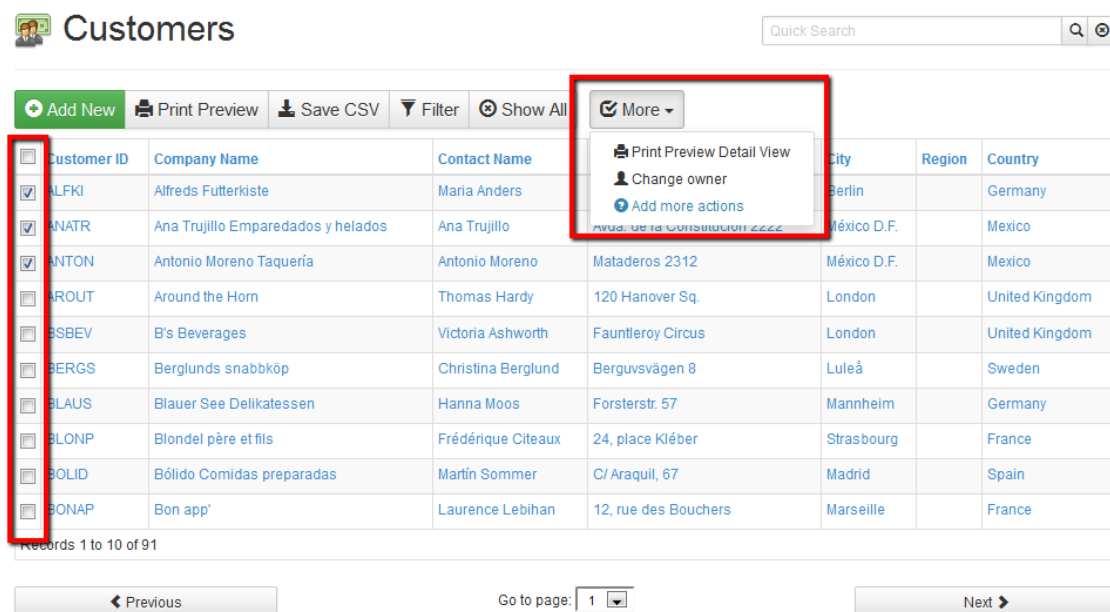 Customers
Quick Search
Add New Print Preview Save CSV Filter Show All More
Print Preview Detail View
Change owner
Add more actions
Customer ID Company Name Contact Name City Region Country
ALFKI Alfreds Futterkiste Maria Anders Berlin Germany
ANATR Ana Trujillo Emparedados y helados Ana Trujillo Avda. de la Constitución 2222 México D.F. Mexico
ANTON Antonio Moreno Taquería Antonio Moreno Mataderos 2312 México D.F. Mexico
AROUT Around the Horn Thomas Hardy 120 Hanover Sq. London United Kingdom
BSBEV B's Beverages Victoria Ashworth Fauntleroy Circus London United Kingdom
BERGS Berglunds snabbköp Christina Berglund Berguvsvägen 8 Luleå Sweden
BLAUS Blauer See Delikatessen Hanna Moos Forsterstr. 57 Mannheim Germany
BLONP Blondel père et fils Frédérique Citeaux 24, place Kléber Strasbourg France
BOLID Bólido Comidas preparadas Martín Sommer C/ Araquil, 67 Madrid Spain
BONAP Bon app' Laurence Lebihan 12, rue des Bouchers Marseille France
Records 1 to 10 of 91
Previous Go to page: 1 Next